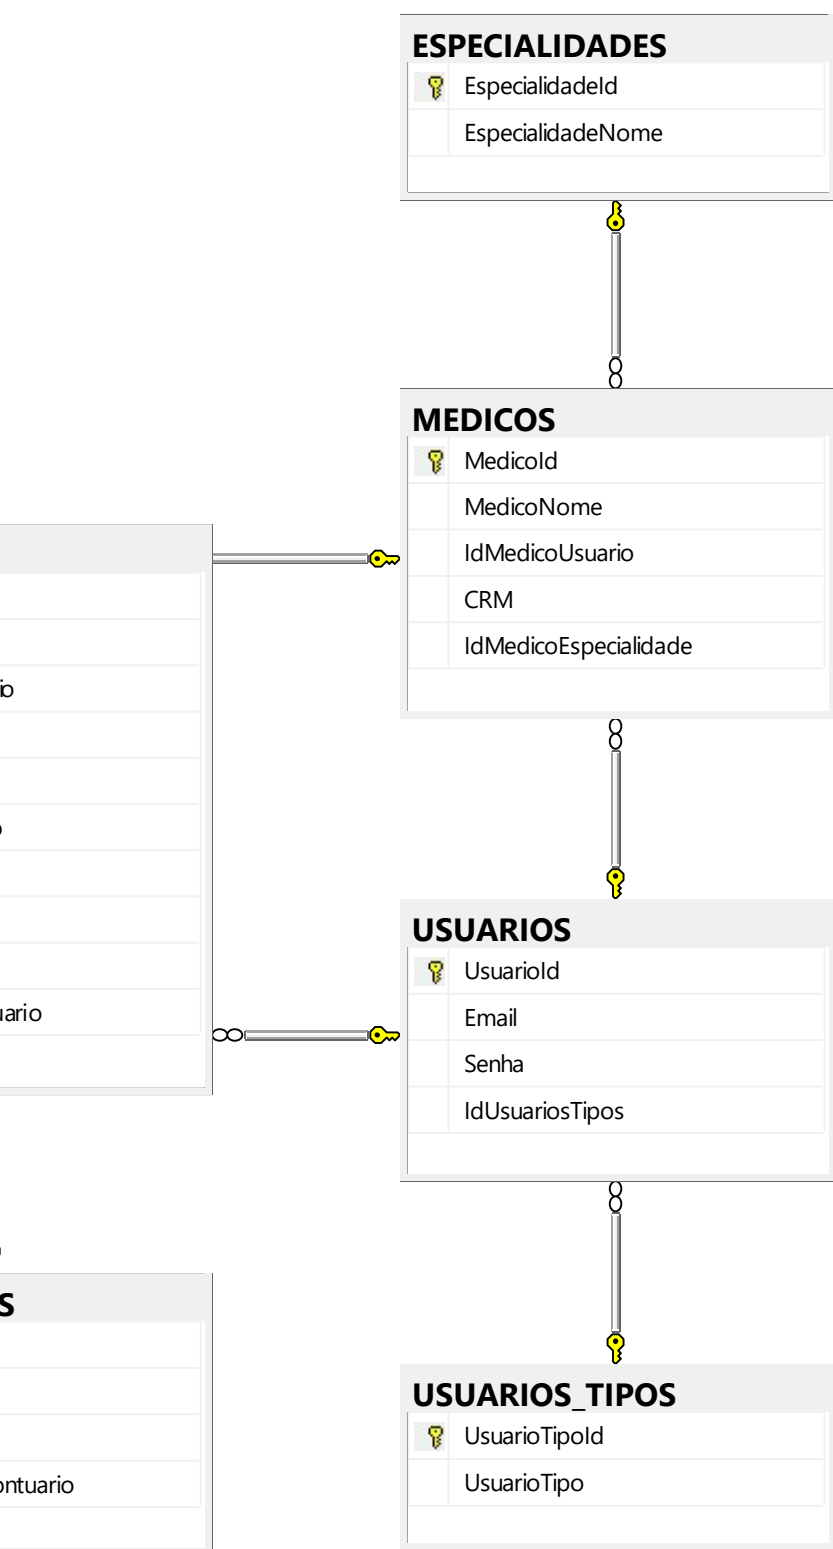 ESPECIALIDADES
EspecialidadeId
EspecialidadeNome
MEDICOS
MedicoId
MedicoNome
IdMedicoUsuario
CRM
IdMedicoEspecialidade
USUARIOS
UsuarioId
Email
Senha
IdUsuariosTipos
USUARIOS_TIPOS
UsuarioTipoId
UsuarioTipo